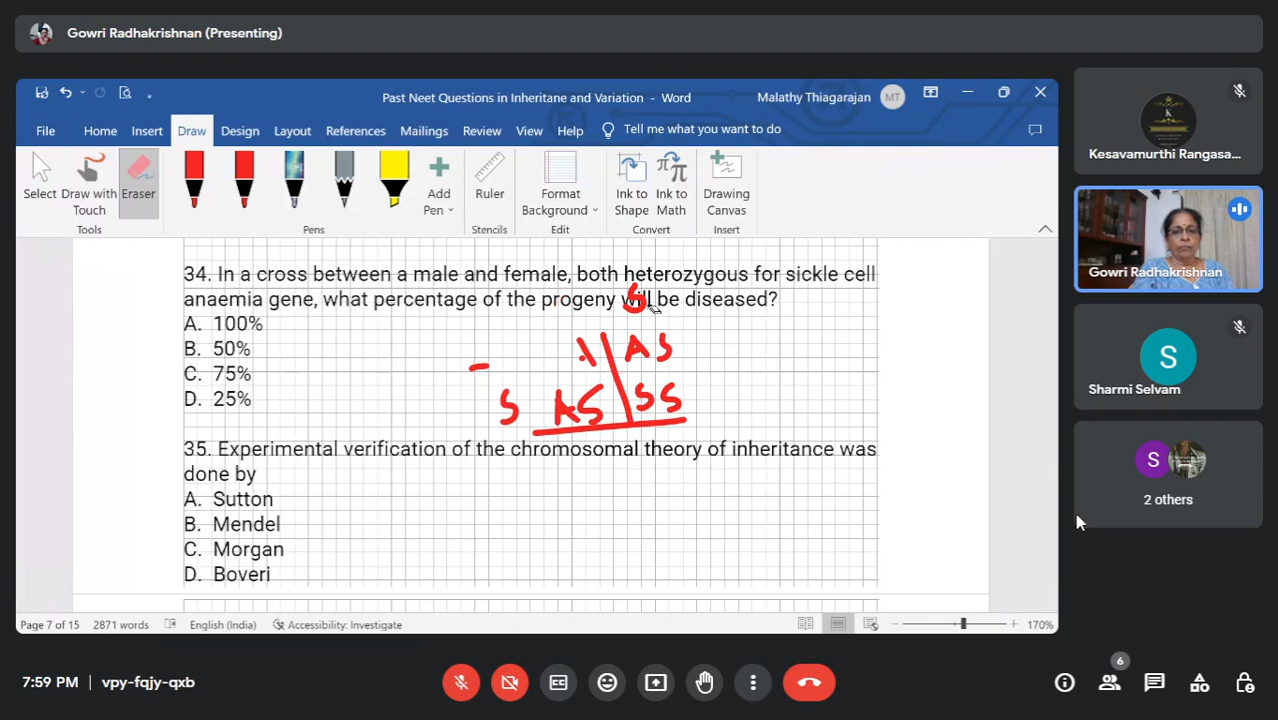 Gowri Radhakrishnan (Presenting)
Past Neet Questions in Inheritane and Variation - Word
Malathy Thiagarajan
MT
File Home Insert Draw Design Layout References Mailings Review View Help Tell me what you want to do
Select Draw with Touch Eraser Add Pen Ruler Format Background Ink to Shape Ink to Math Drawing Canvas
Tools Pens Stencils Edit Convert Insert
34. In a cross between a male and female, both heterozygous for sickle cell
anaemia gene, what percentage of the progeny will be diseased?
S
A. 100%
B. 50%
A S
C. 75%
D. 25%
S AS SS
35. Experimental verification of the chromosomal theory of inheritance was
done by
A. Sutton
B. Mendel
C. Morgan
D. Boveri
Page 7 of 15 2871 words English (India) Accessibility: Investigate 170%
K
Kesavamurthi Rangasa...
Gowri Radhakrishnan
S
Sharmi Selvam
S
2 others
7:59 PM | vpy-fqjy-qxb
6